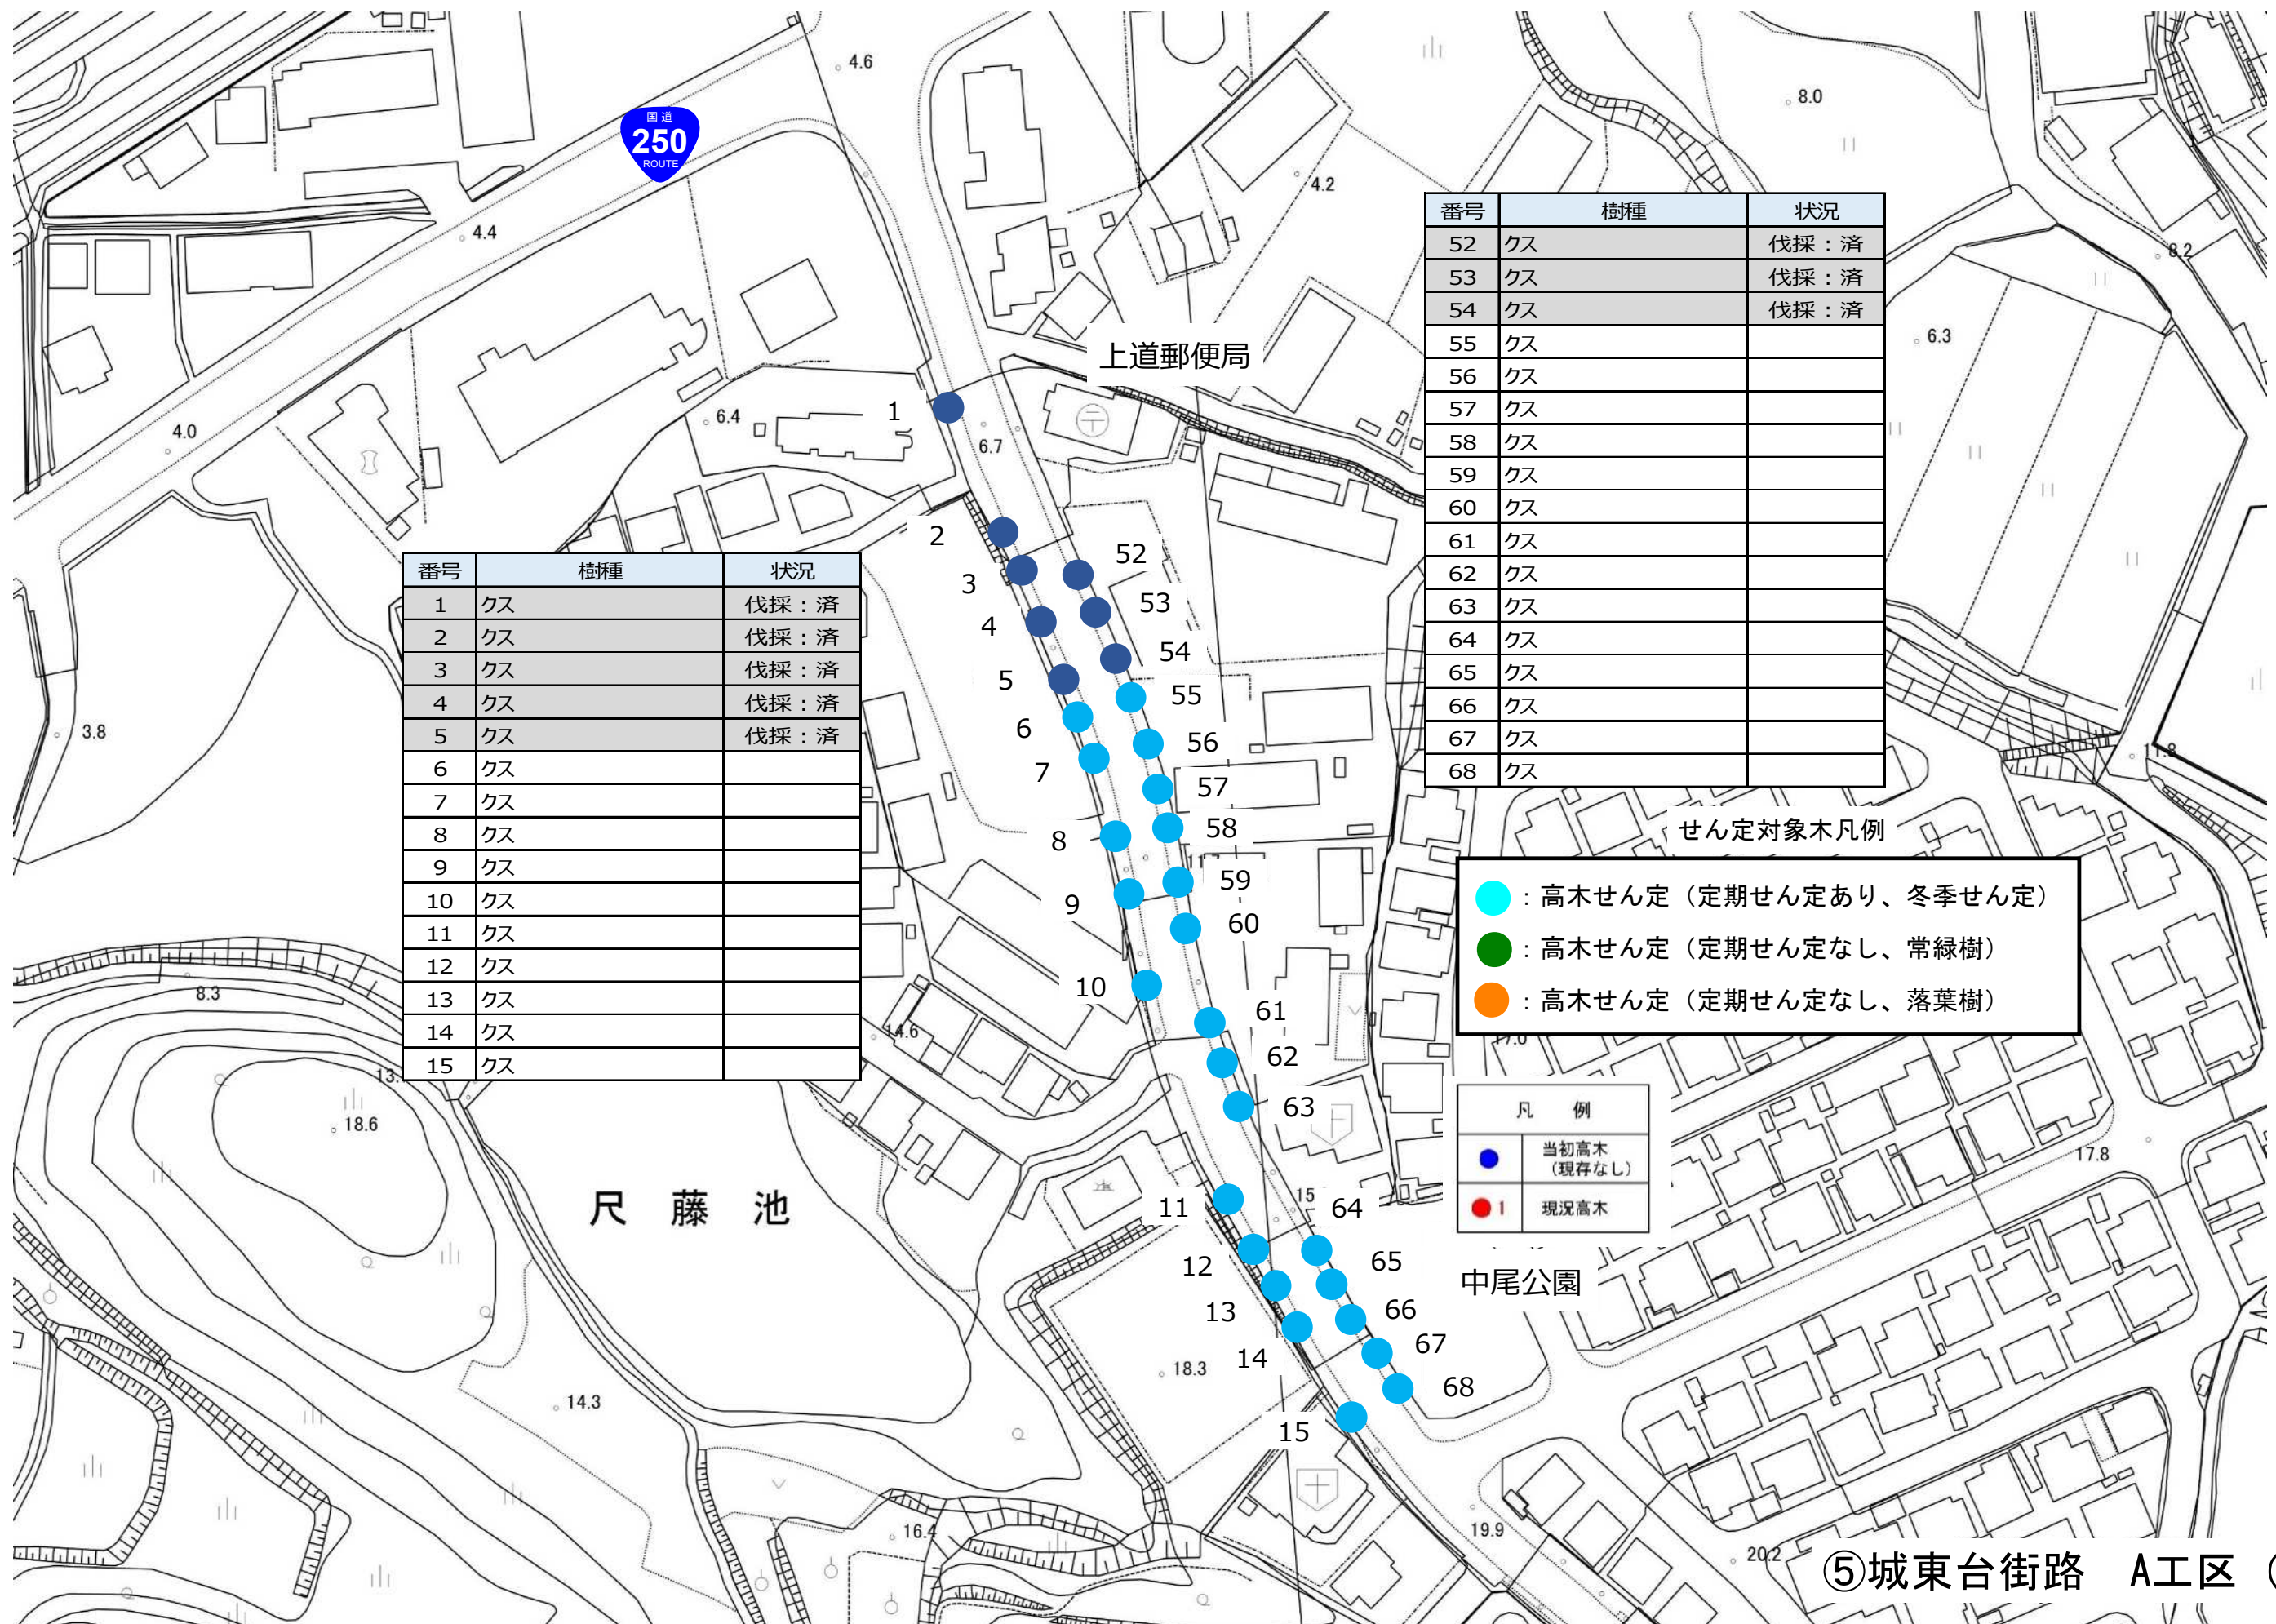 国道
250
ROUTE
4.6
8.0
4.2
4.4
8.2
6.3
上道郵便局
6.4
6.7
4.0
3.8
11.8
番号 樹種 状況
52 クス 伐採：済
53 クス 伐採：済
54 クス 伐採：済
55 クス
56 クス
57 クス
58 クス
59 クス
60 クス
61 クス
62 クス
63 クス
64 クス
65 クス
66 クス
67 クス
68 クス
番号 樹種 状況
1 クス 伐採：済
2 クス 伐採：済
3 クス 伐採：済
4 クス 伐採：済
5 クス 伐採：済
6 クス
7 クス
8 クス
9 クス
10 クス
11 クス
12 クス
13 クス
14 クス
15 クス
1
2
3
4
5
6
7
8
9
10
11
12
13
14
15
52
53
54
55
56
57
58
59
60
61
62
63
64
65
66
67
68
せん定対象木凡例
：高木せん定（定期せん定あり、冬季せん定）
：高木せん定（定期せん定なし、常緑樹）
：高木せん定（定期せん定なし、落葉樹）
凡 例
当初高木
（現存なし）
1 現況高木
8.3
14.6
17.0
18.6
17.8
尺藤池
中尾公園
15
18.3
14.3
16.4
19.9
20.2
⑤城東台街路 A工区（